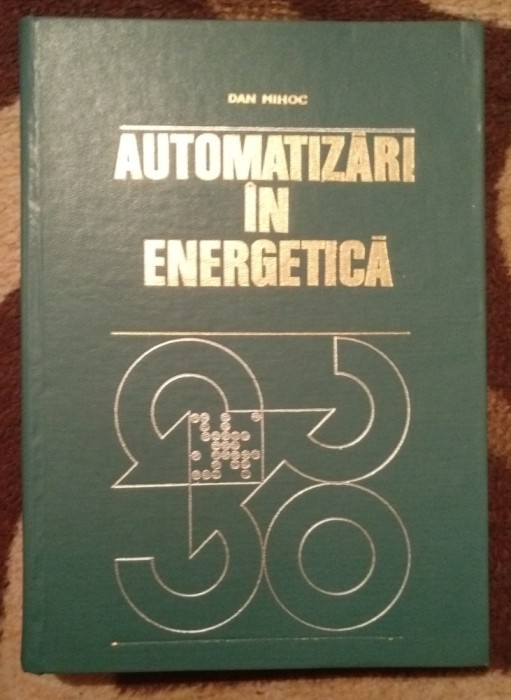 DAN MIHOC
AUTOMATIZĂRI
ÎN
ENERGETICĂ